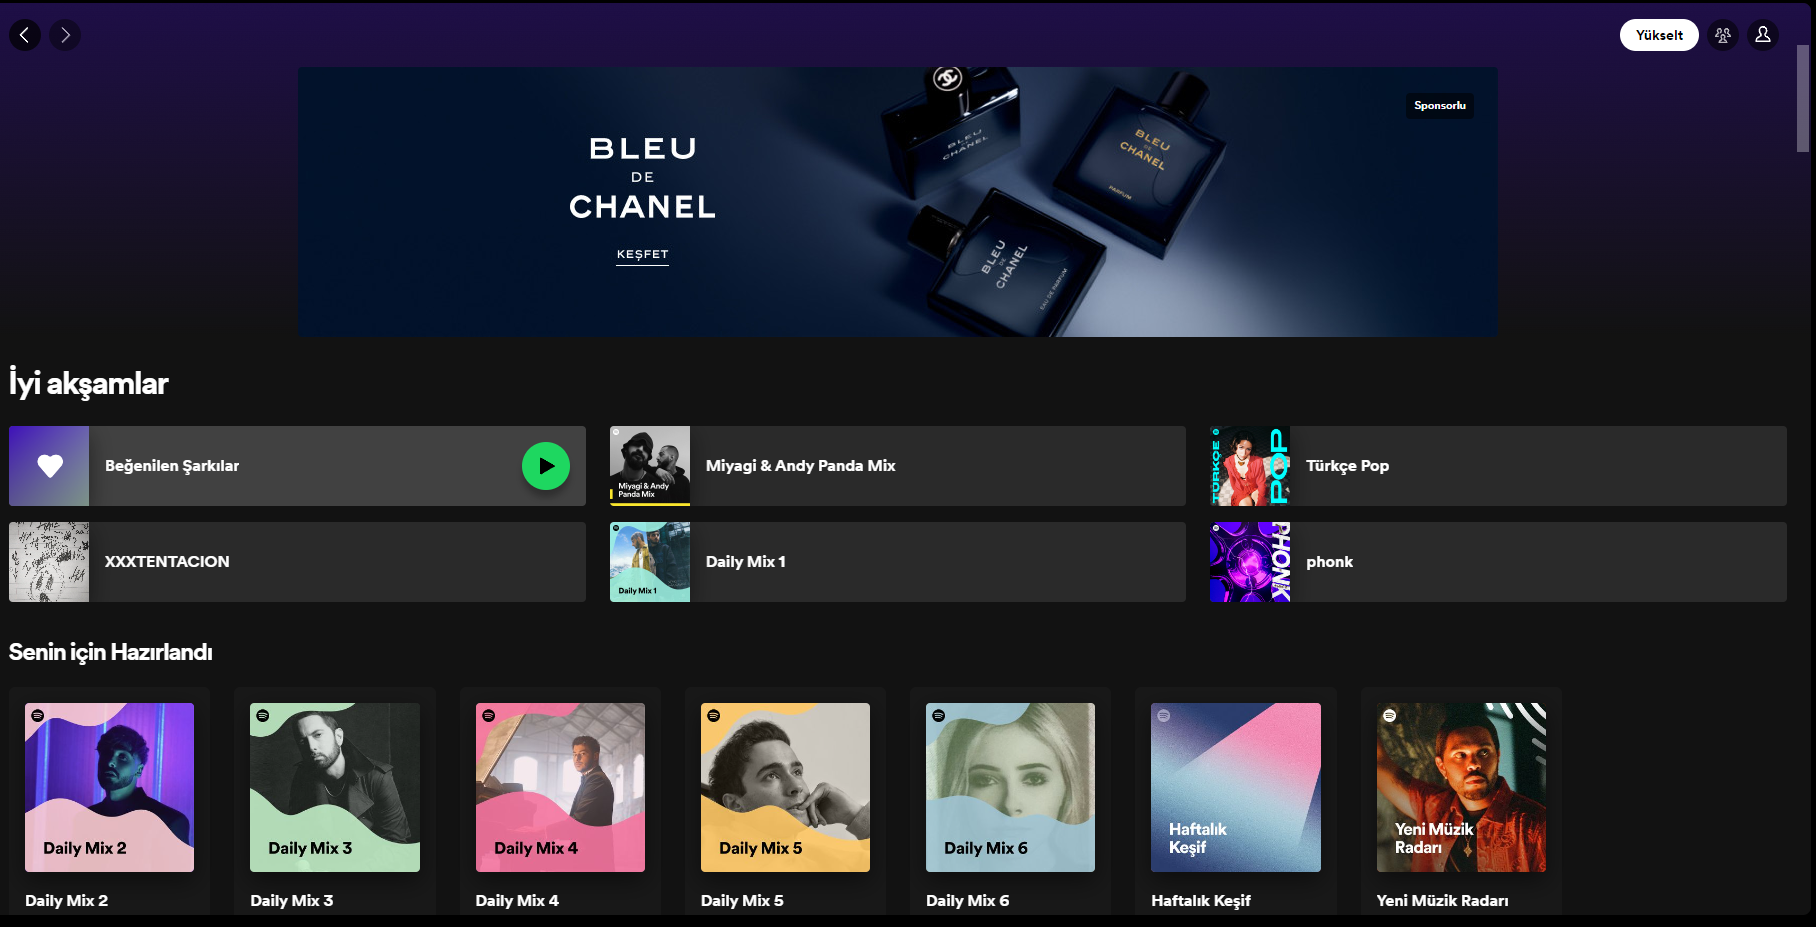 Yükselt
Sponsorlu
BLEU
DE
CHANEL
KEŞFET
BLEU
DE
CHANEL
BLEU
DE
CHANEL
PARFUM
BLEU
DE
CHANEL
EAU DE PARFUM
İyi akşamlar
Beğenilen Şarkılar
Miyagi & Andy
Panda Mix
Miyagi & Andy Panda Mix
TÜRKÇE
POP
Türkçe Pop
XXXTENTACION
Daily Mix 1
Daily Mix 1
PHONK
phonk
Senin için Hazırlandı
Daily Mix 2
Daily Mix 3
Daily Mix 4
Daily Mix 5
Daily Mix 6
Haftalık
Keşif
Yeni Müzik
Radarı
Daily Mix 2
Daily Mix 3
Daily Mix 4
Daily Mix 5
Daily Mix 6
Haftalık Keşif
Yeni Müzik Radarı